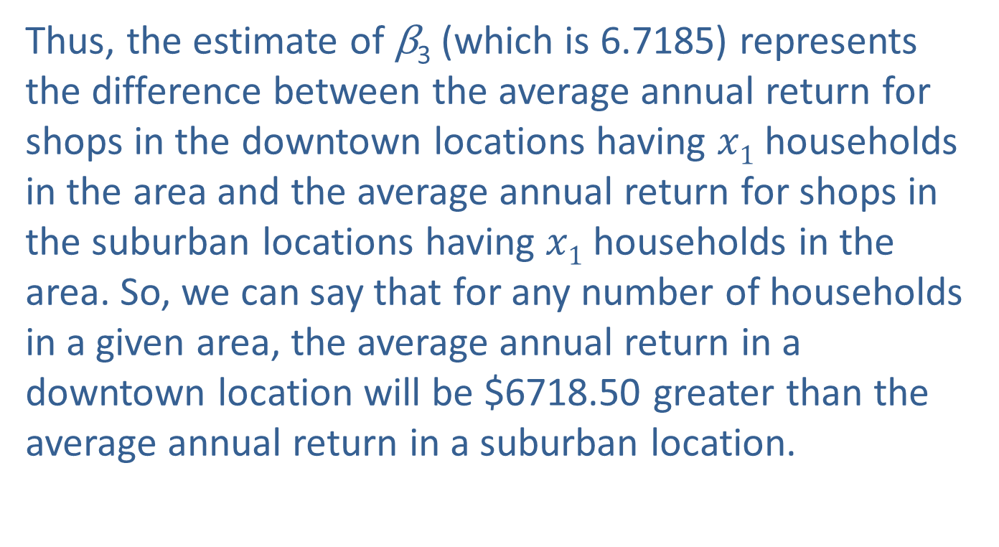 Thus, the estimate of β₃ (which is 6.7185) represents
the difference between the average annual return for
shops in the downtown locations having x₁ households
in the area and the average annual return for shops in
the suburban locations having x₁ households in the
area. So, we can say that for any number of households
in a given area, the average annual return in a
downtown location will be $6718.50 greater than the
average annual return in a suburban location.